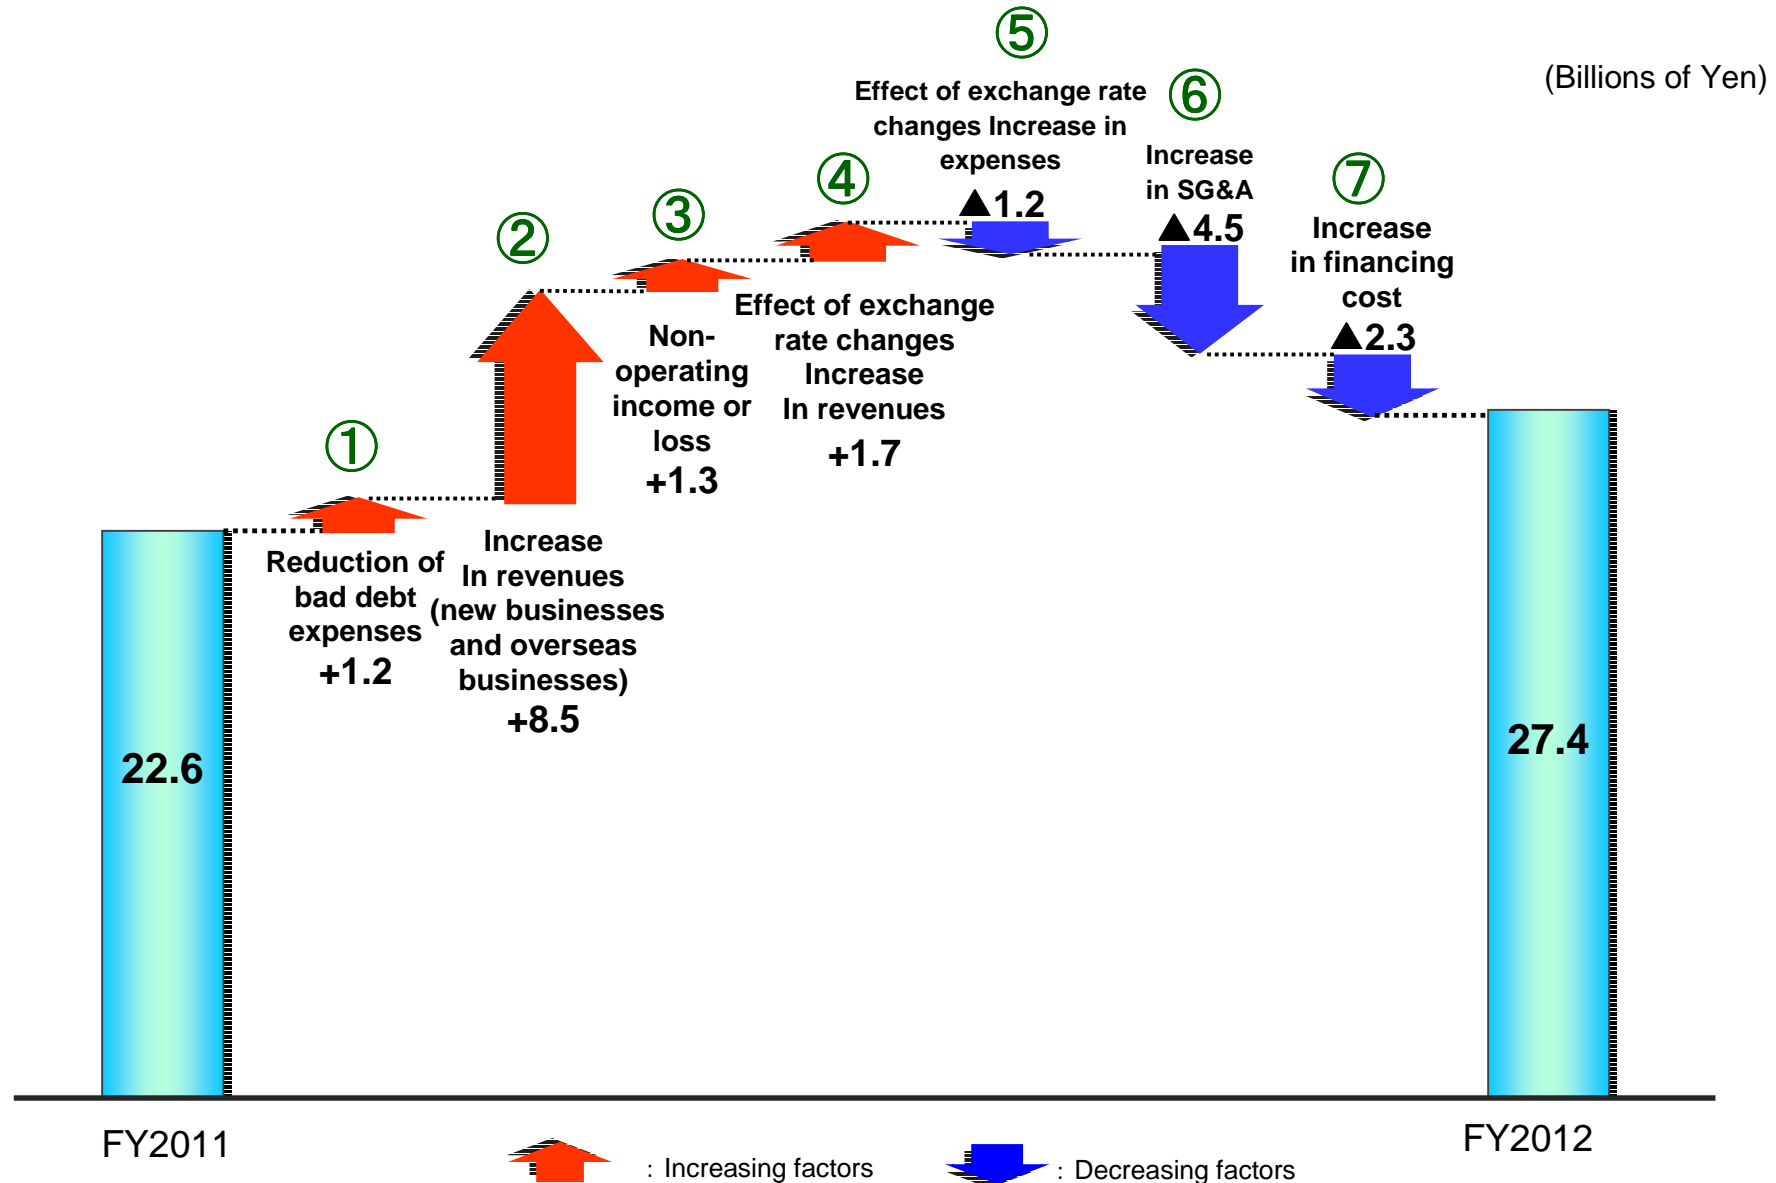 (Billions of Yen)
①
Reduction of
bad debt
expenses
+1.2
②
Increase
In revenues
(new businesses
and overseas
businesses)
+8.5
③
Non-
operating
income or
loss
+1.3
④
Effect of exchange
rate changes
Increase
In revenues
+1.7
⑤
Effect of exchange rate
changes Increase in
expenses
▲1.2
⑥
Increase
in SG&A
▲4.5
⑦
Increase
in financing
cost
▲2.3
22.6
27.4
FY2011
FY2012
: Increasing factors
: Decreasing factors